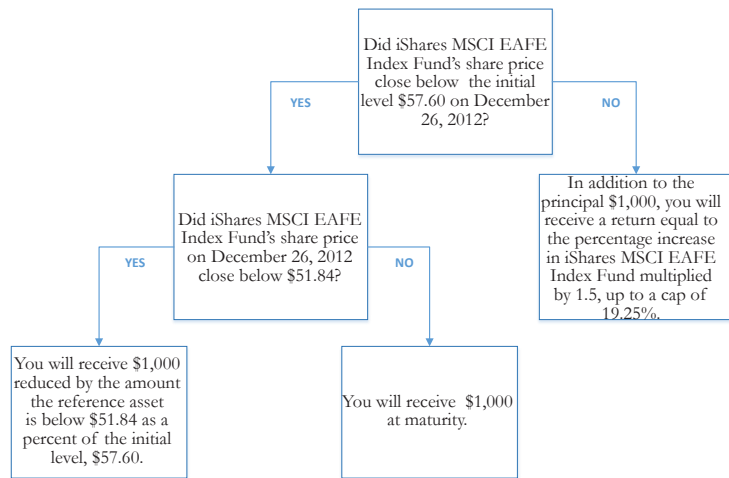 Did iShares MSCI EAFE
Index Fund's share price
close below the initial
level $57.60 on December
26, 2012?
YES
NO
Did iShares MSCI EAFE
Index Fund's share price
on December 26, 2012
close below $51.84?
In addition to the
principal $1,000, you will
receive a return equal to
the percentage increase
in iShares MSCI EAFE
Index Fund multiplied
by 1.5, up to a cap of
19.25%.
YES
NO
You will receive $1,000
reduced by the amount
the reference asset
is below $51.84 as a
percent of the initial
level, $57.60.
You will receive $1,000
at maturity.